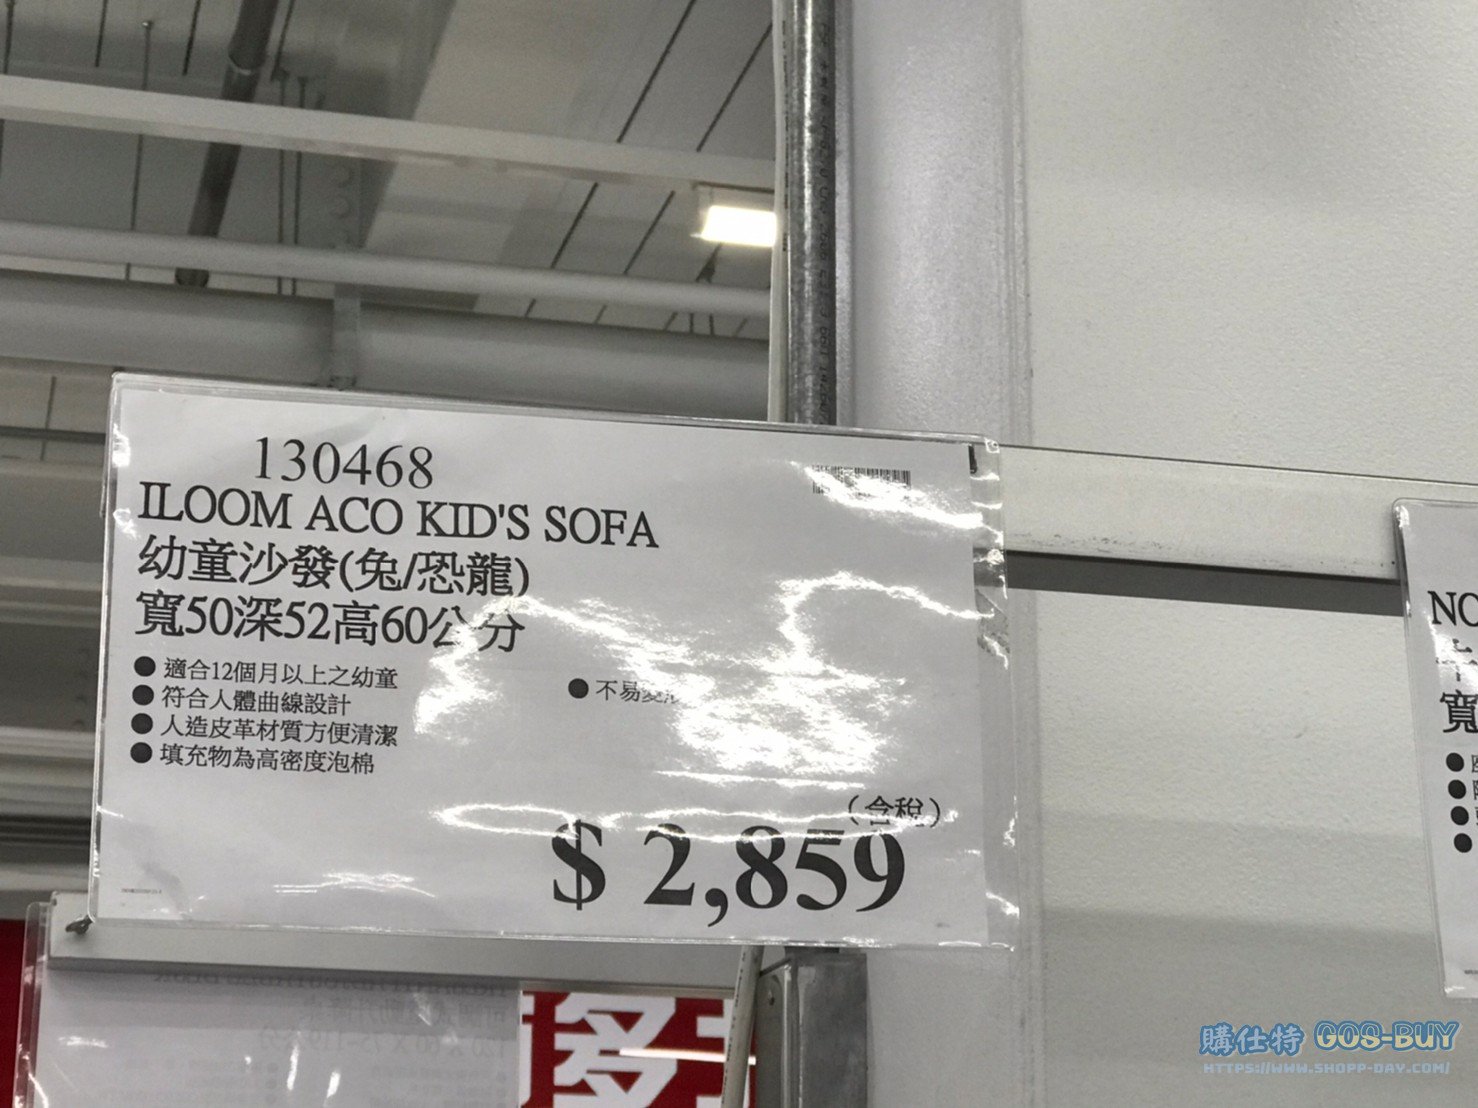 130468
ILOOM ACO KID'S SOFA
幼童沙發(兔/恐龍)
寬50深52高60公分
● 適合12個月以上之幼童
● 符合人體曲線設計
● 人造皮革材質方便清潔
● 填充物為高密度泡棉
● 不易變形
(含稅)
$ 2,859
NO
寬
多
購仕特 GOS-BUY
HTTPS://WWW.SHOPP-DAY.COM/